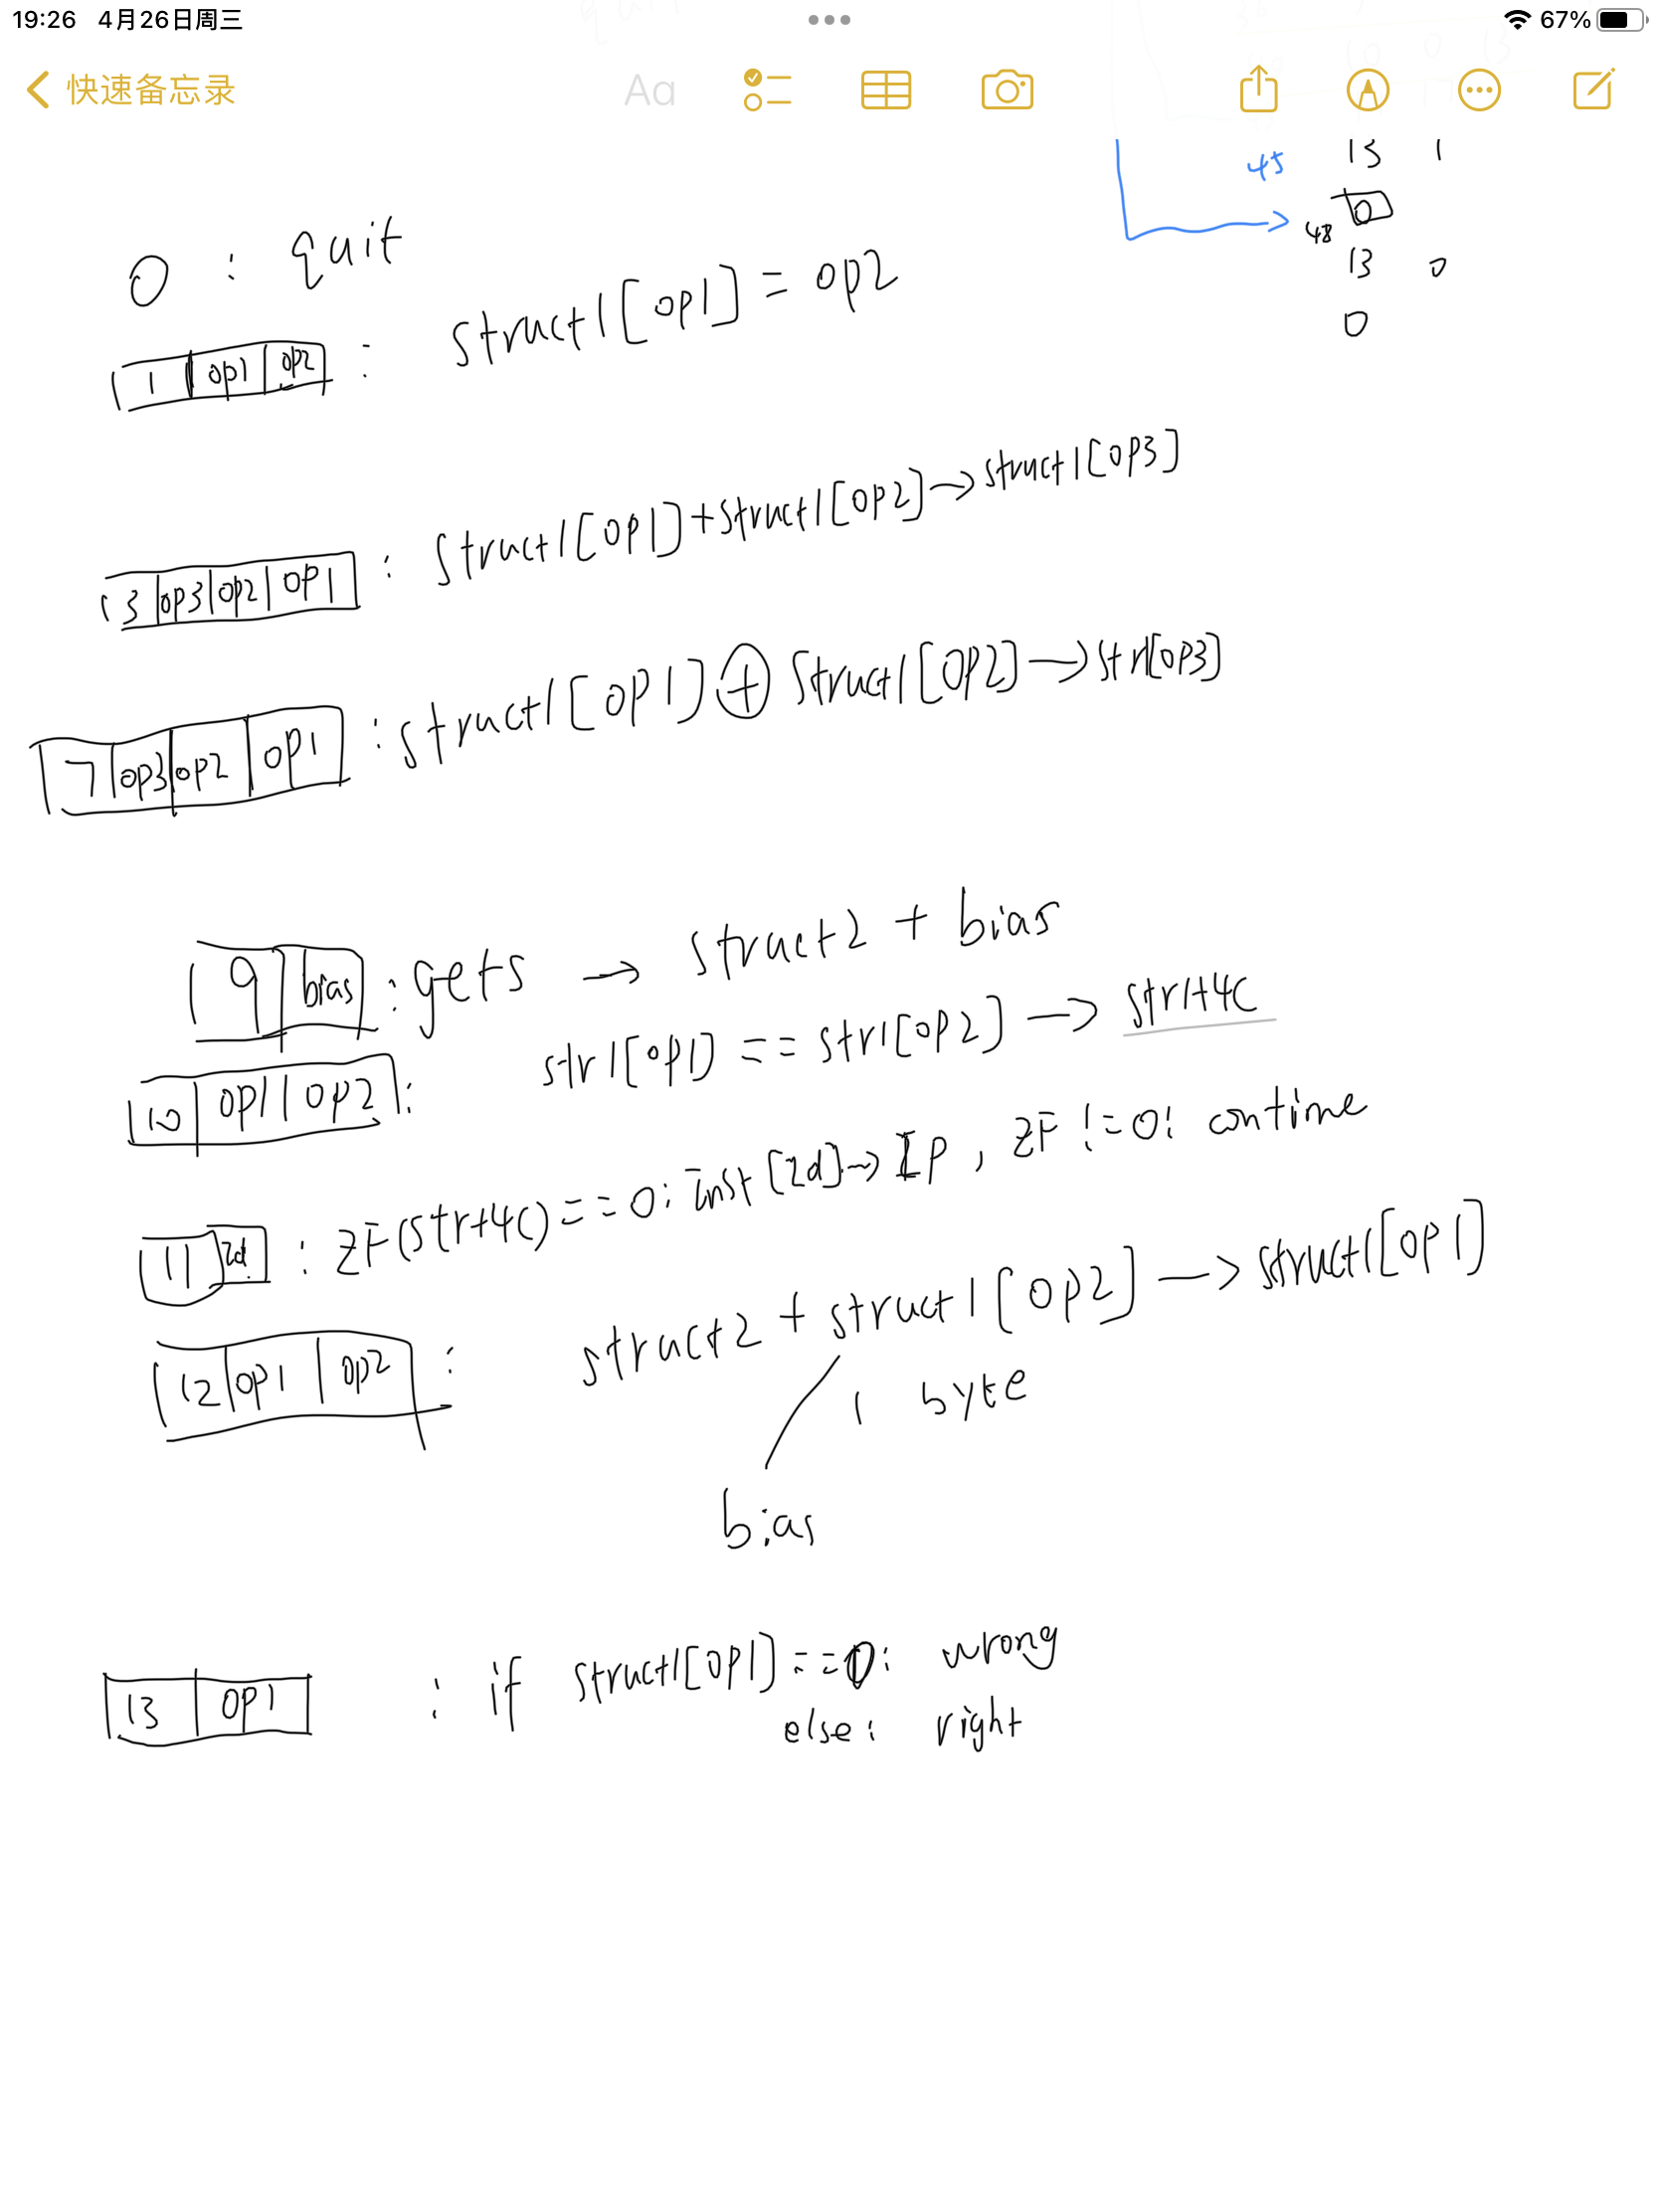 19:26 4月26日周三 67%
快速备忘录 Aa
45 13 1
48 0
13 0
0
0 : quit
1 op1 op2 : struct1[op1] = op2
3 op3 op2 op1 : struct1[op1]+struct1[op2]→struct1[op3]
7 op3 op2 op1 : struct1[op1] ⊕ struct1[op2]→str1[op3]
9 bias : gets → struct2 + bias
10 op1 op2 : str1[op1] == str1[op2] → str1+4C
11 2d : ZF(str+4C)==0: inst[2d]→IP, ZF !=0: continue
12 op1 op2 : struct2 + struct1[op2] → struct1[op1]
1 byte
bias
13 op1 : if struct1[op1]==0: wrong
else: right